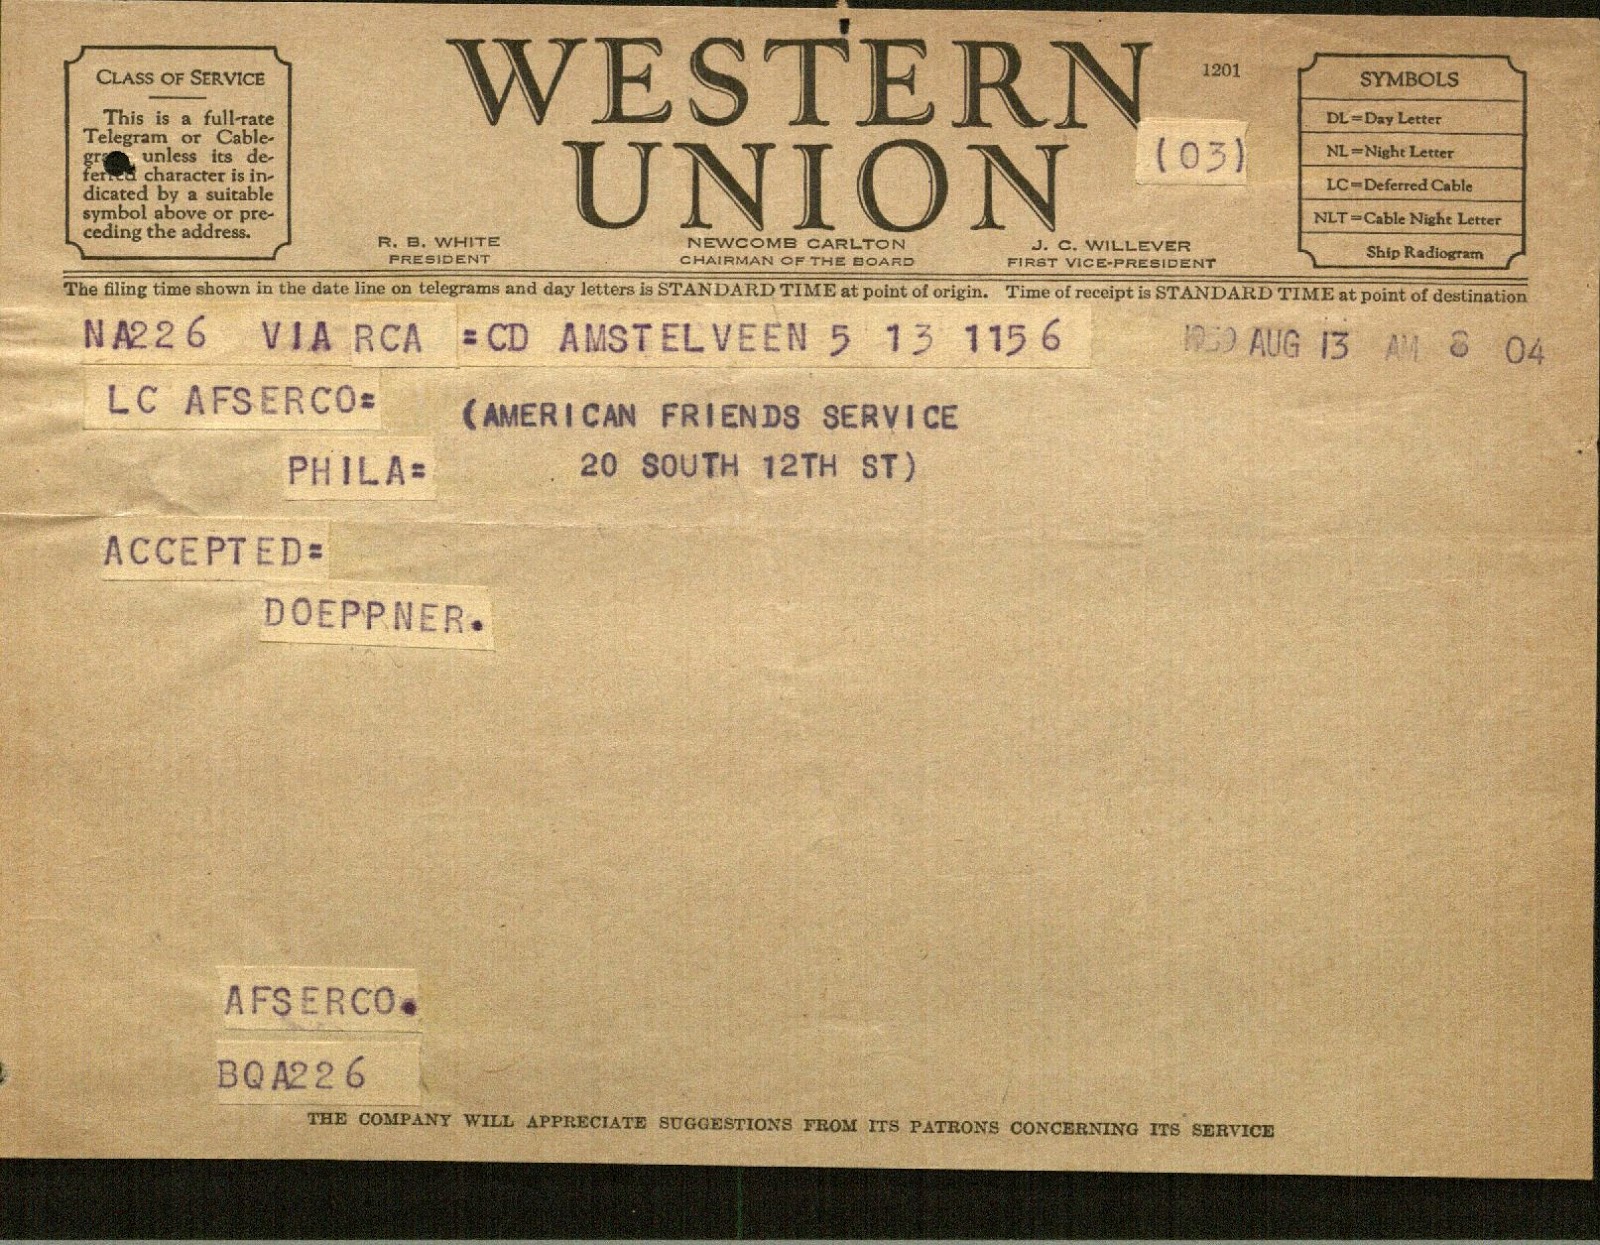 WESTERN
UNION
1201
(03)
CLASS OF SERVICE
This is a full-rate
Telegram or Cable-
unless its de-
ferred character is in-
dicated by a suitable
symbol above or pre-
ceding the address.
SYMBOLS
DL=Day Letter
NL=Night Letter
LC=Deferred Cable
NLT=Cable Night Letter
Ship Radiogram
R. B. WHITE
PRESIDENT
NEWCOMB CARLTON
CHAIRMAN OF THE BOARD
J. C. WILLEVER
FIRST VICE-PRESIDENT
The filing time shown in the date line on telegrams and day letters is STANDARD TIME at point of origin. Time of receipt is STANDARD TIME at point of destination
NA226 VIA RCA =CD AMSTELVEEN 5 13 1156 1939 AUG 13 AM 8 04
LC AFSERCO= (AMERICAN FRIENDS SERVICE
PHILA= 20 SOUTH 12TH ST)
ACCEPTED=
DOEPPNER.
AFSERCO.
BQA226
THE COMPANY WILL APPRECIATE SUGGESTIONS FROM ITS PATRONS CONCERNING ITS SERVICE